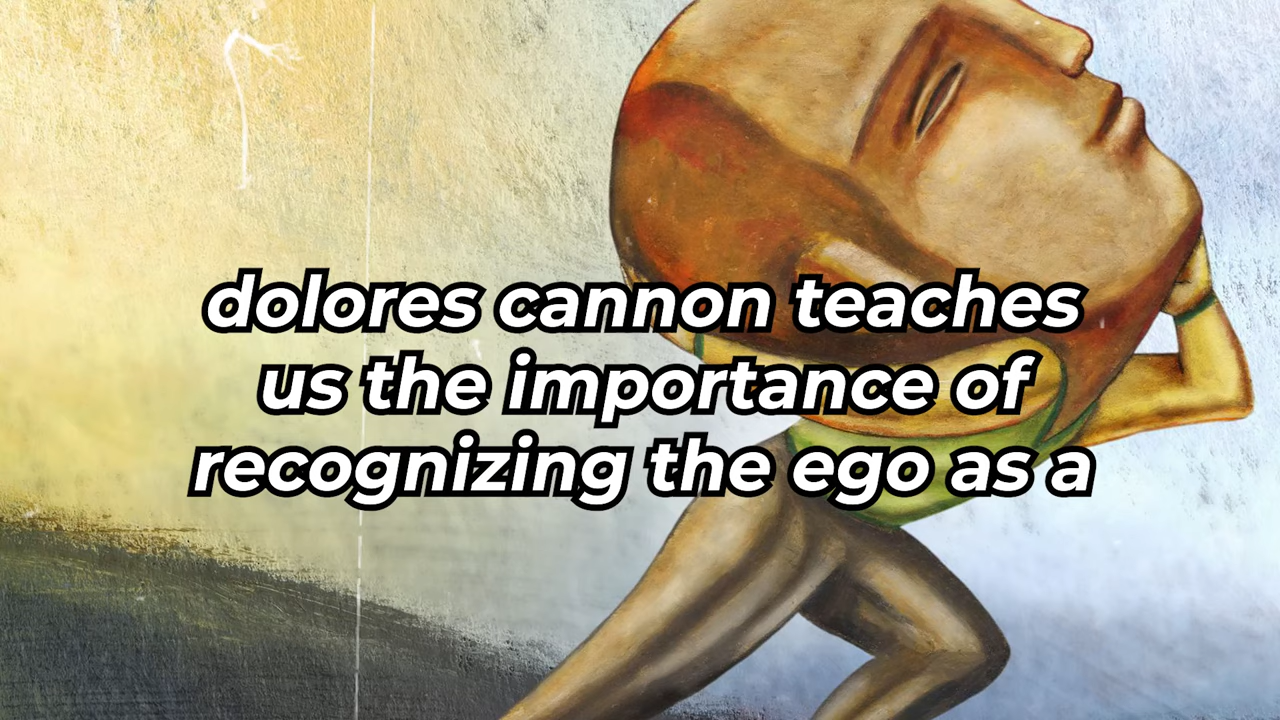 dolores cannon teaches
us the importance of
recognizing the ego as a